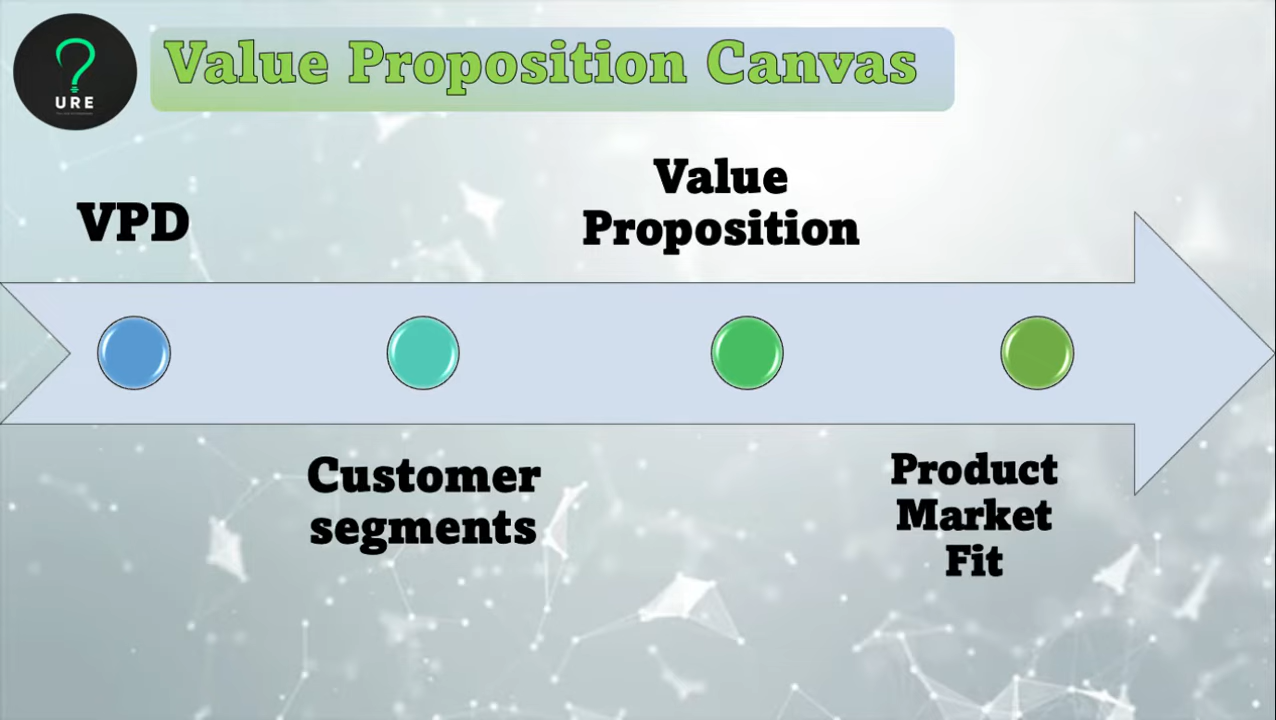 URE
Value Proposition Canvas
VPD
Value
Proposition
Customer
segments
Product
Market
Fit